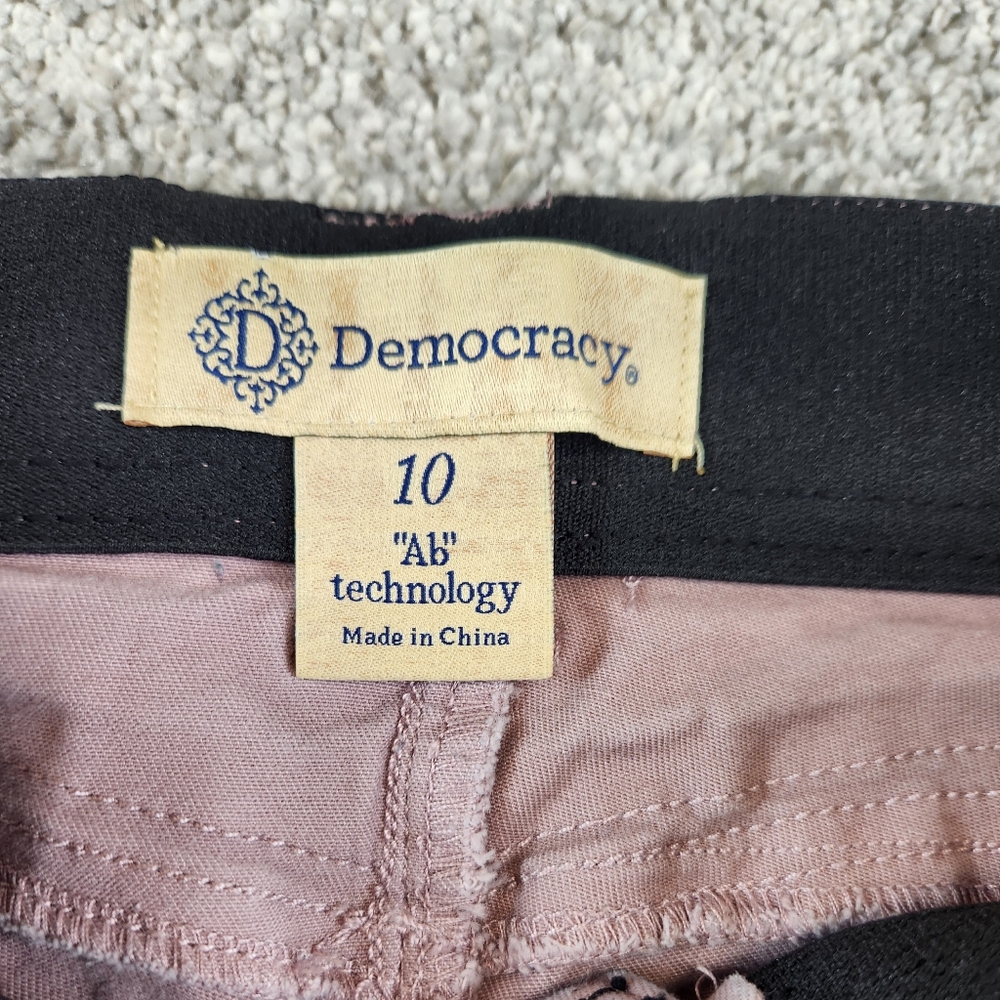 D Democracy®
10
"Ab"
technology
Made in China